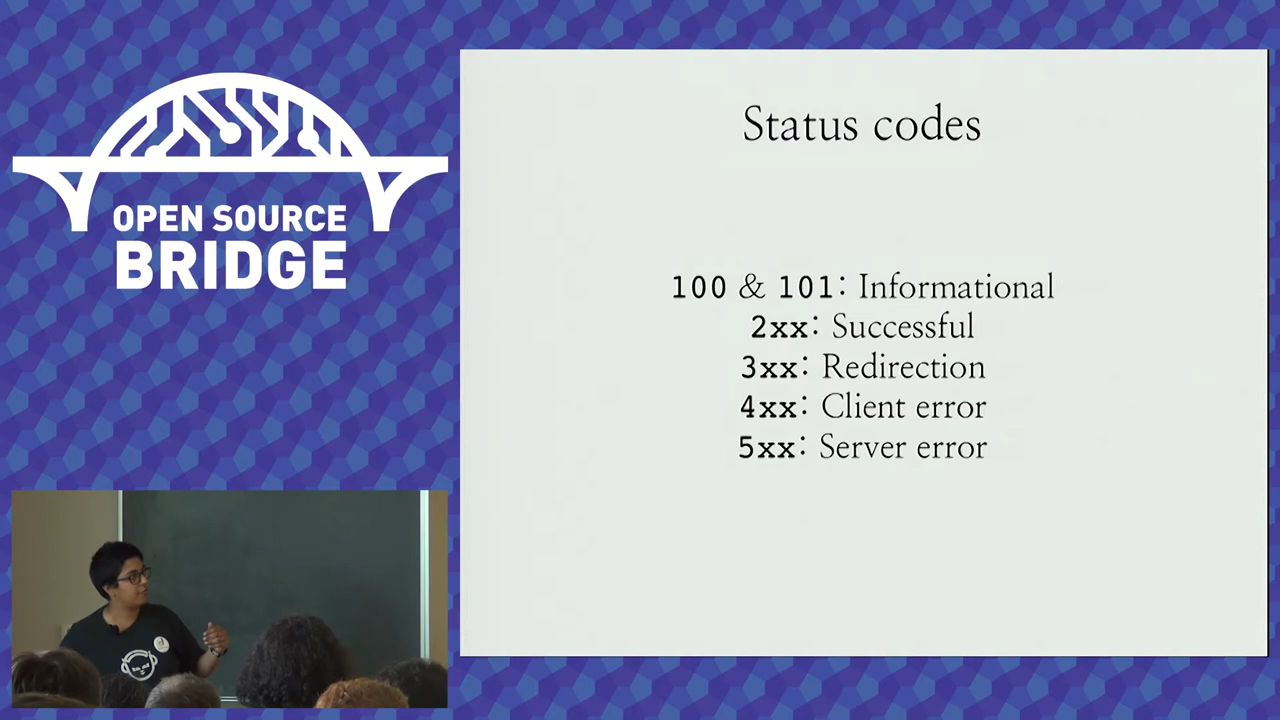 OPEN SOURCE
BRIDGE
Status codes
100 & 101: Informational
2xx: Successful
3xx: Redirection
4xx: Client error
5xx: Server error